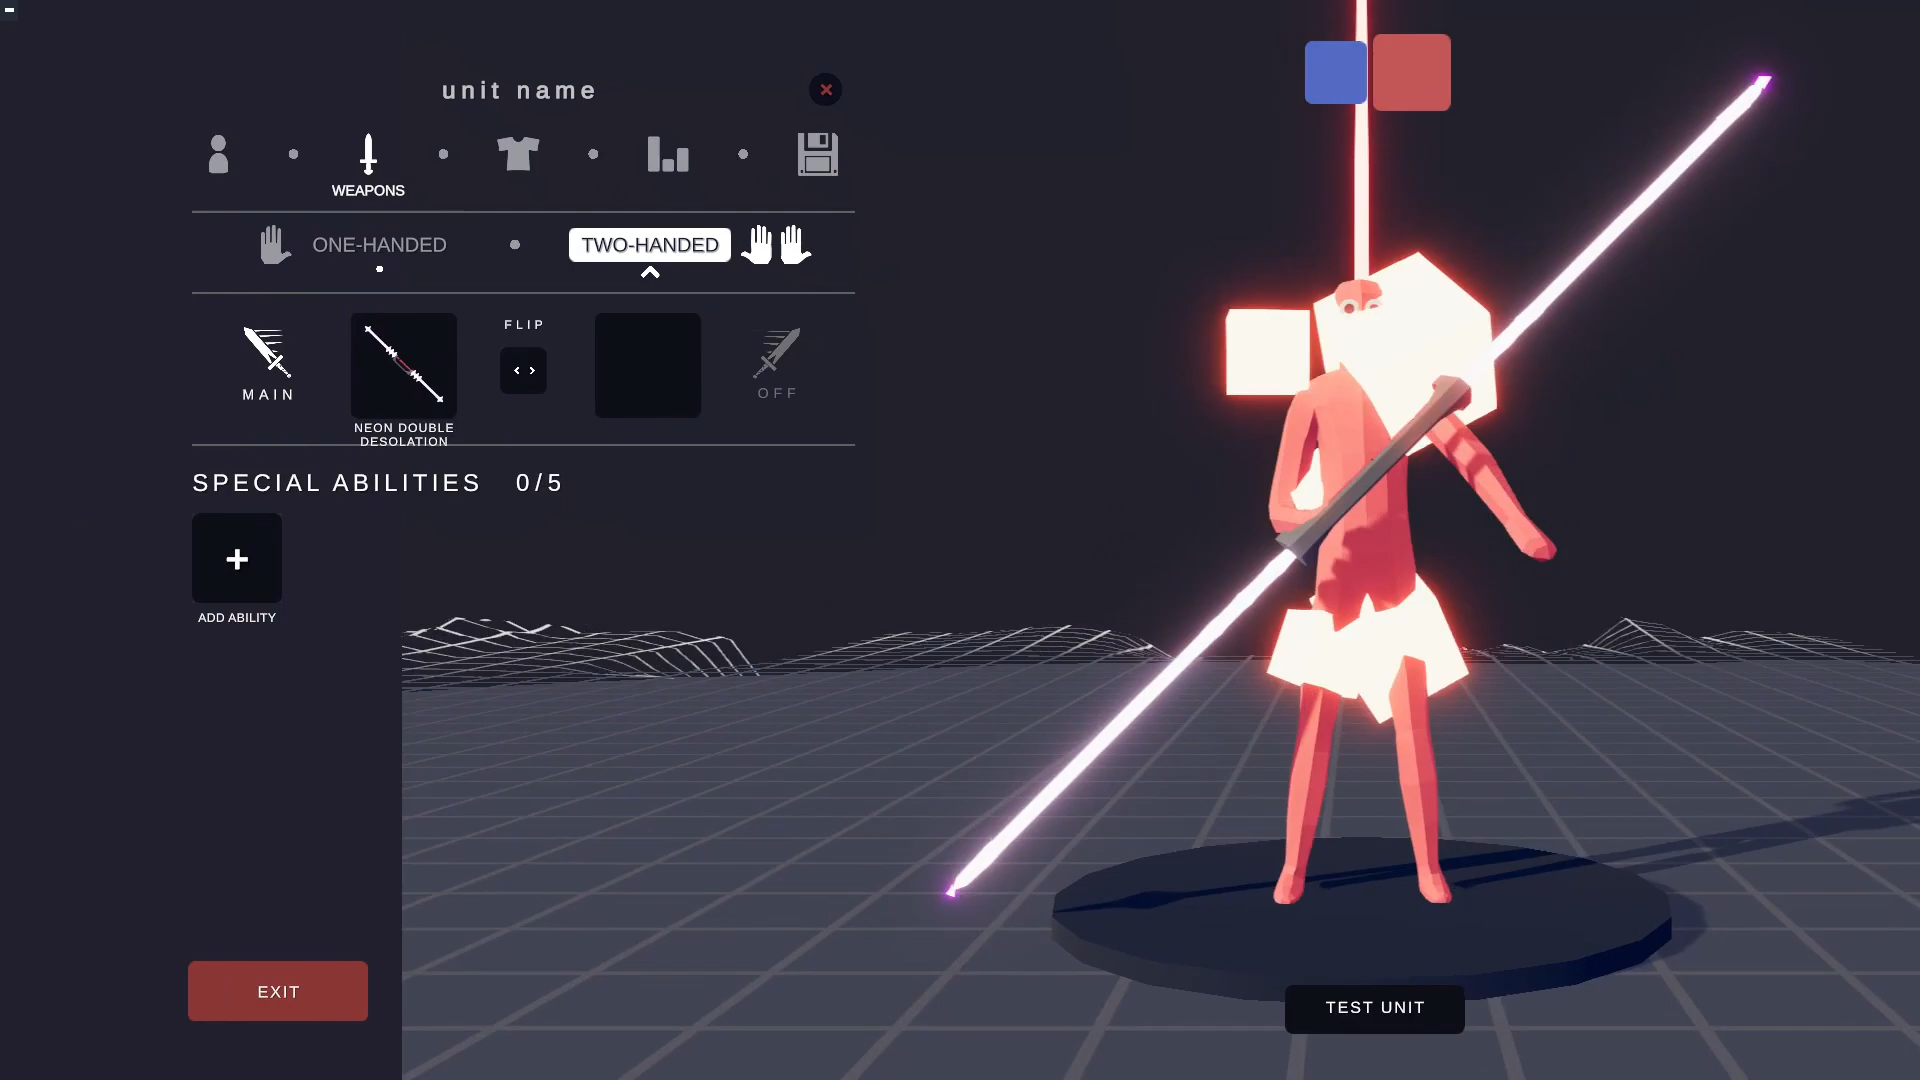 unit name
WEAPONS
ONE-HANDED
TWO-HANDED
FLIP
MAIN
OFF
NEON DOUBLE
DESOLATION
SPECIAL ABILITIES 0/5
ADD ABILITY
EXIT
TEST UNIT